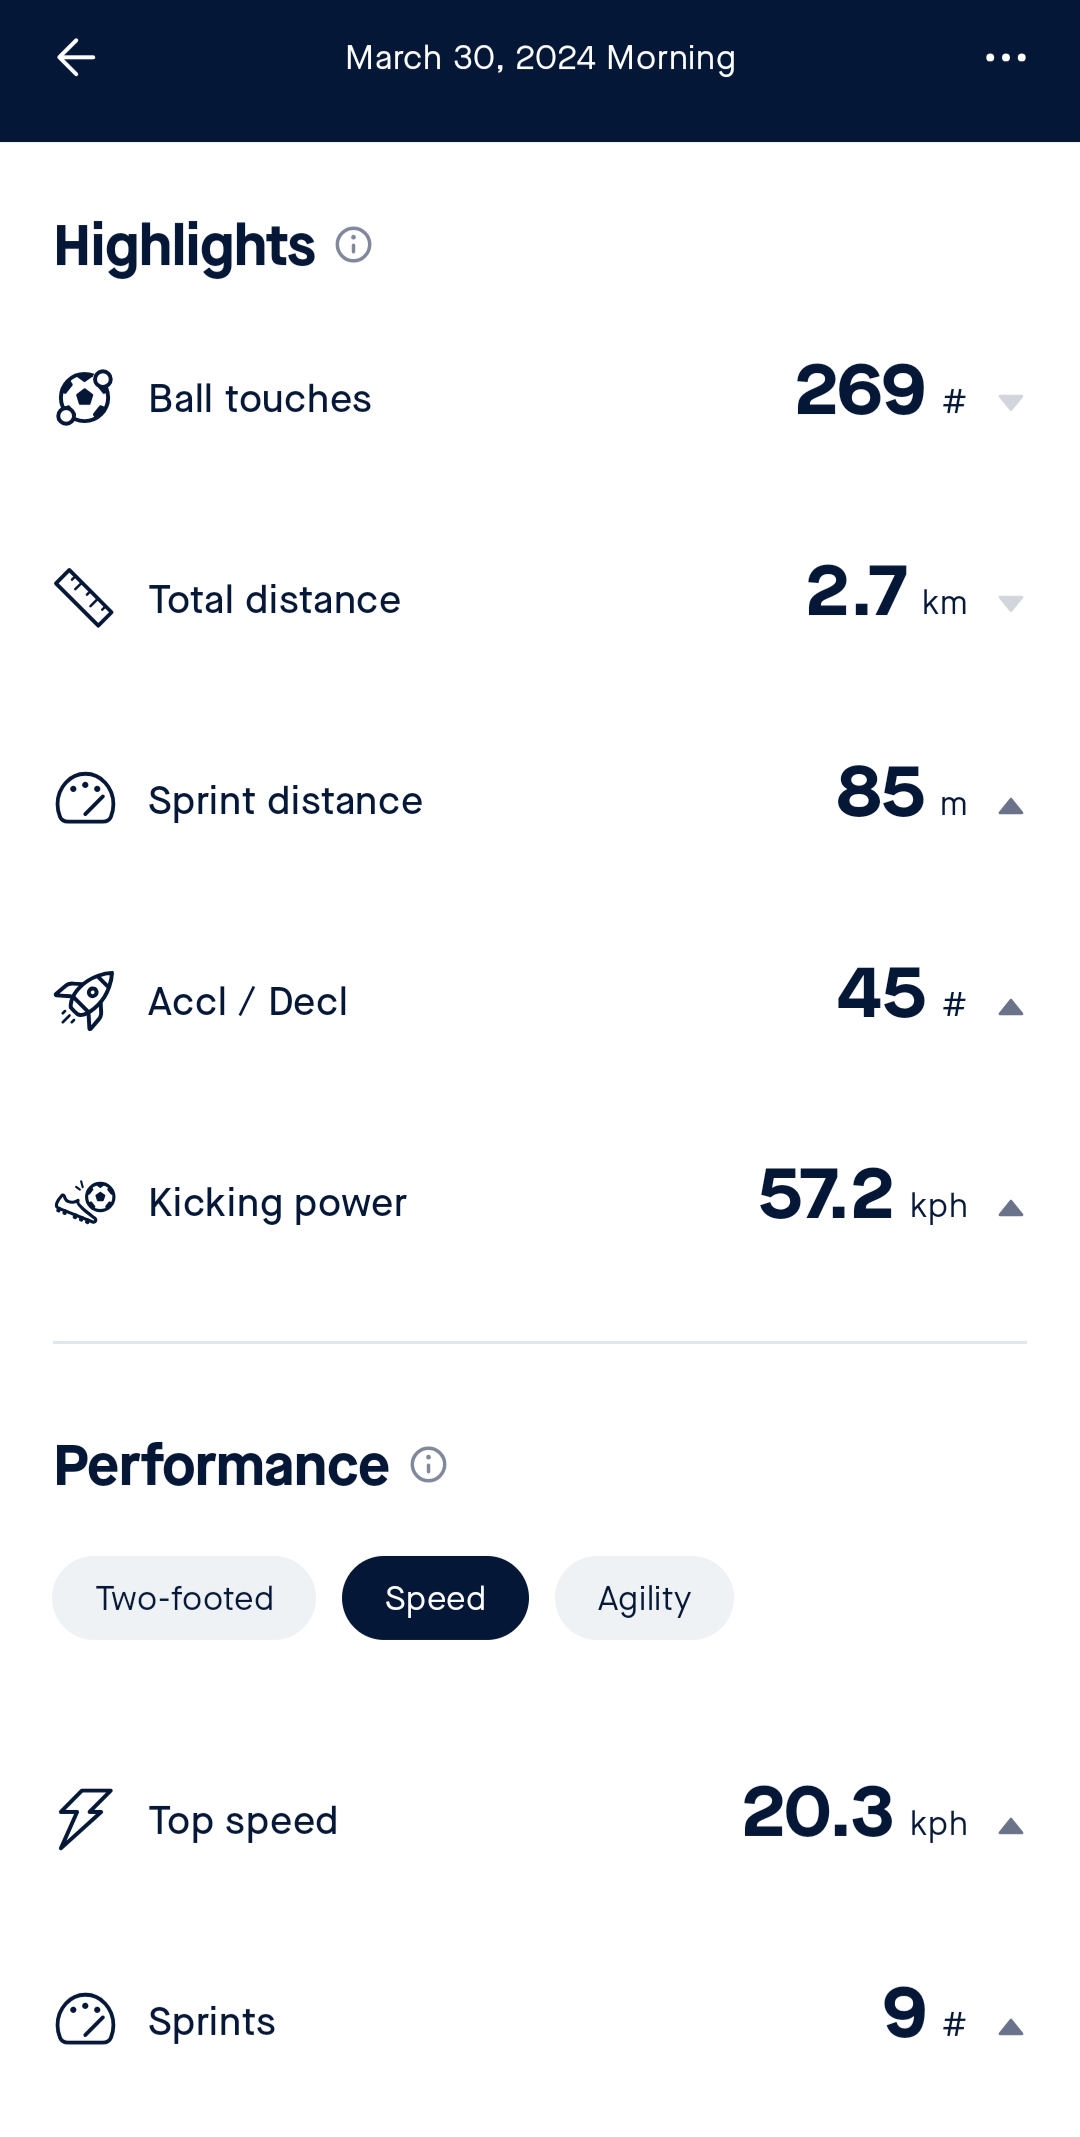 March 30, 2024 Morning
Highlights
Ball touches 269 #
Total distance 2.7 km
Sprint distance 85 m
Accl / Decl 45 #
Kicking power 57.2 kph
Performance
Two-footed Speed Agility
Top speed 20.3 kph
Sprints 9 #